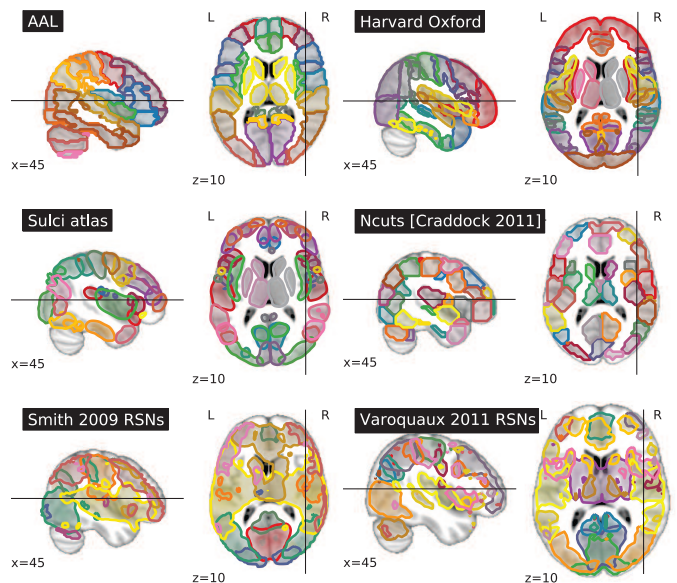 AAL
L
R
x=45
z=10
Harvard Oxford
L
R
x=45
z=10
Sulci atlas
L
R
x=45
z=10
Ncuts [Craddock 2011]
L
R
x=45
z=10
Smith 2009 RSNs
L
R
x=45
z=10
Varoquaux 2011 RSNs
L
R
x=45
z=10